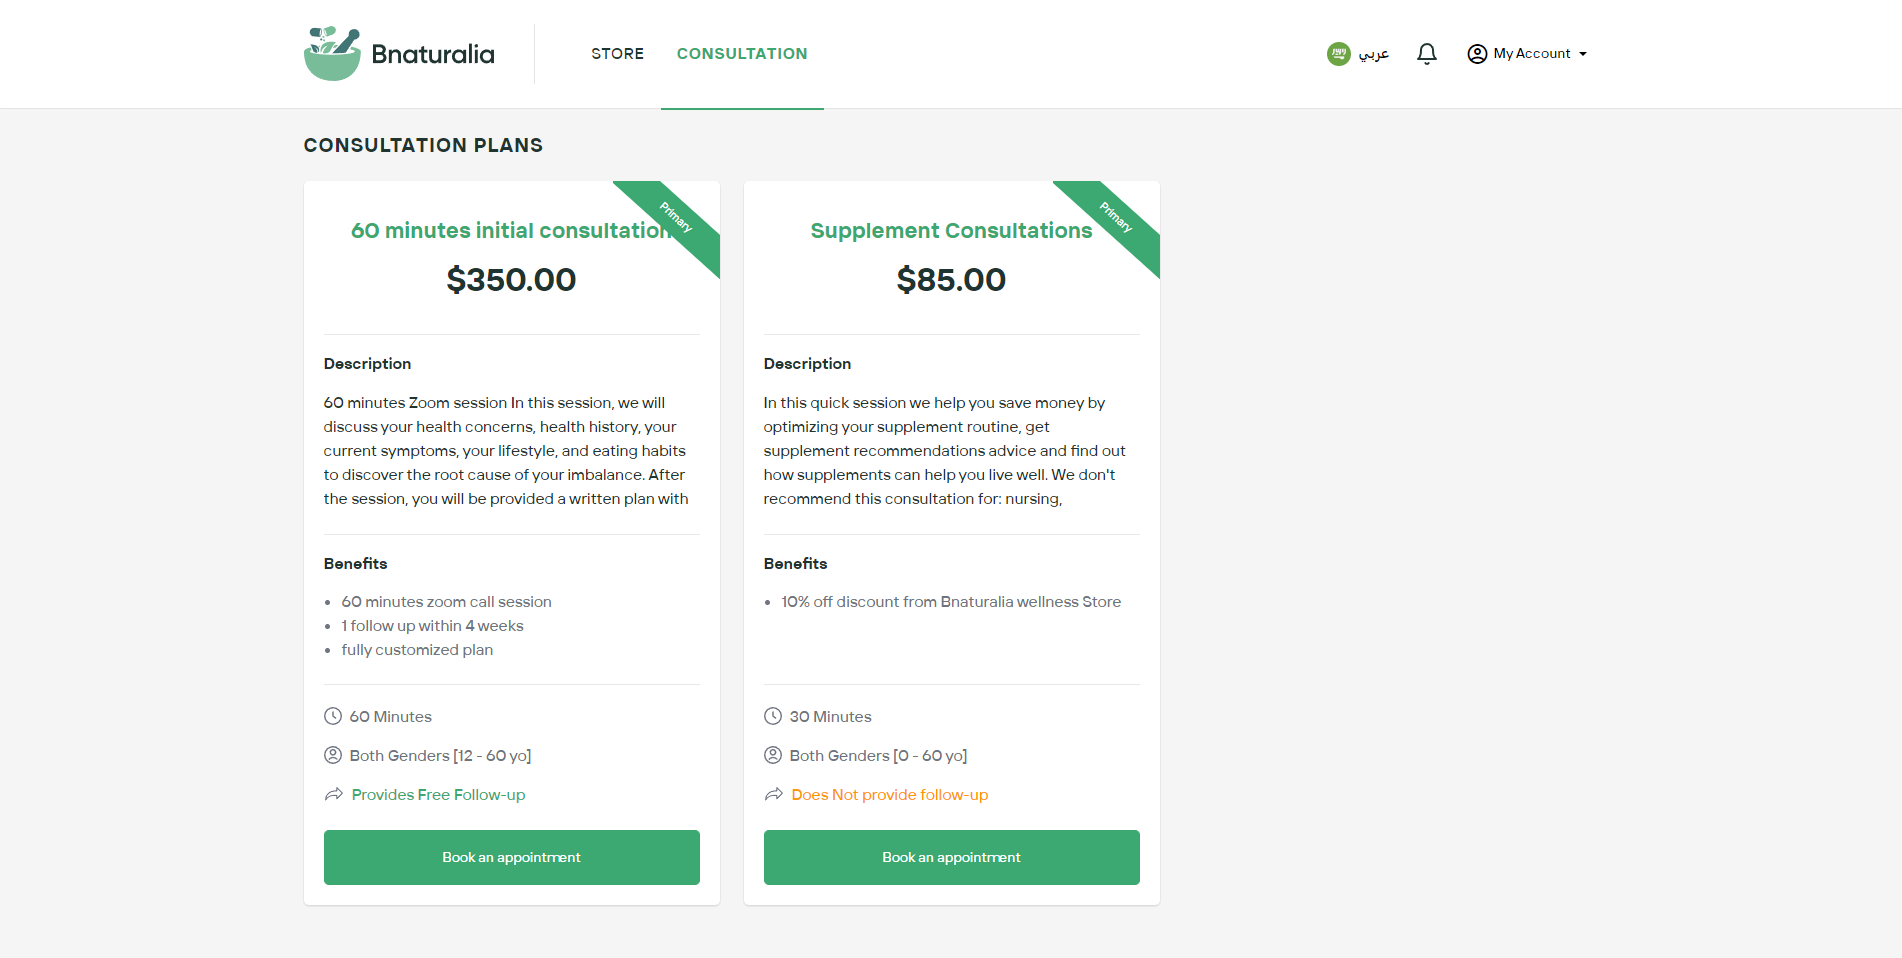 Bnaturalia
STORE
CONSULTATION
عربي
My Account
CONSULTATION PLANS
Primary
60 minutes initial consultation
$350.00
Description
60 minutes Zoom session In this session, we will
discuss your health concerns, health history, your
current symptoms, your lifestyle, and eating habits
to discover the root cause of your imbalance. After
the session, you will be provided a written plan with
Benefits
• 60 minutes zoom call session
• 1 follow up within 4 weeks
• fully customized plan
60 Minutes
Both Genders [12 - 60 yo]
Provides Free Follow-up
Book an appointment
Primary
Supplement Consultations
$85.00
Description
In this quick session we help you save money by
optimizing your supplement routine, get
supplement recommendations advice and find out
how supplements can help you live well. We don't
recommend this consultation for: nursing,
Benefits
• 10% off discount from Bnaturalia wellness Store
30 Minutes
Both Genders [0 - 60 yo]
Does Not provide follow-up
Book an appointment